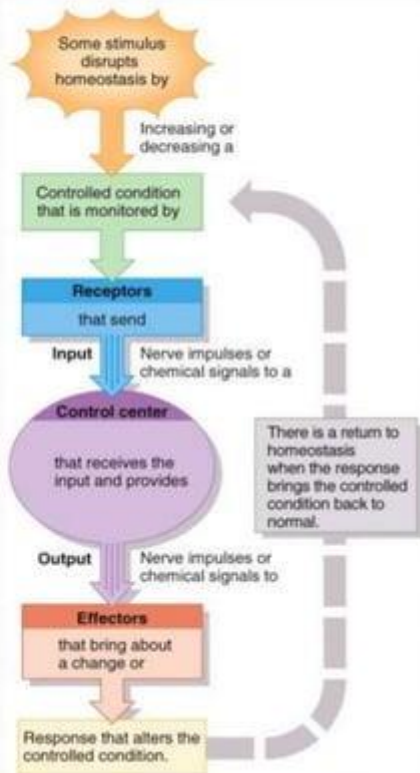 Some stimulus
disrupts
homeostasis by
Increasing or
decreasing a
Controlled condition
that is monitored by
Receptors
that send
Input
Nerve impulses or
chemical signals to a
Control center
that receives the
input and provides
There is a return to
homeostasis
when the response
brings the controlled
condition back to
normal.
Output
Nerve impulses or
chemical signals to
Effectors
that bring about
a change or
Response that alters the
controlled condition.